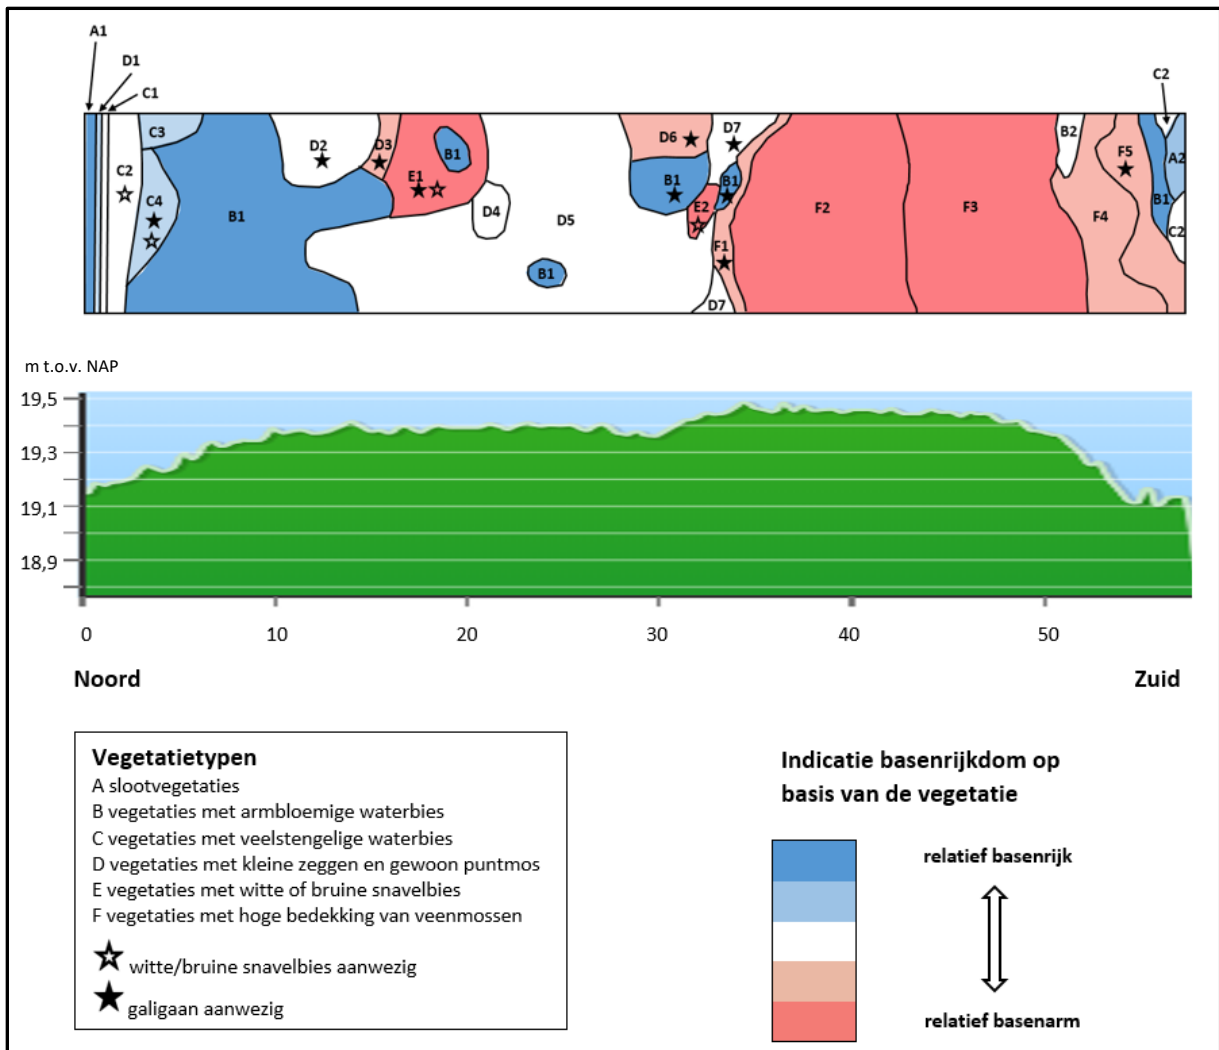 A1
D1
C1
C2
C3
D2
D3
B1
D6
D7
B2
F5
A2
C2
C4
B1
E1
D4
D5
B1
B1
E2
F2
F3
F4
B1
C2
F1
B1
D7
m t.o.v. NAP
19,5
19,3
19,1
18,9
0 10 20 30 40 50
Noord Zuid
Vegetatietypen
A slootvegetaties
B vegetaties met armbloemige waterbies
C vegetaties met veelstengelige waterbies
D vegetaties met kleine zeggen en gewoon puntmos
E vegetaties met witte of bruine snavelbies
F vegetaties met hoge bedekking van veenmossen
witte/bruine snavelbies aanwezig
galigaan aanwezig
Indicatie basenrijkdom op
basis van de vegetatie
relatief basenrijk
relatief basenarm